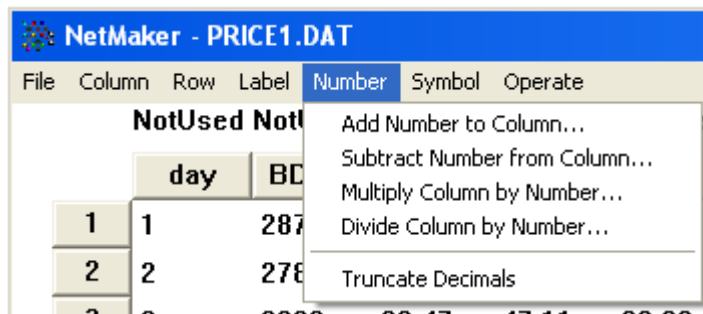 NetMaker - PRICE1.DAT
File Column Row Label Number Symbol Operate
NotUsed
Add Number to Column...
Subtract Number from Column...
Multiply Column by Number...
Divide Column by Number...
Truncate Decimals
day
1 1
2 2